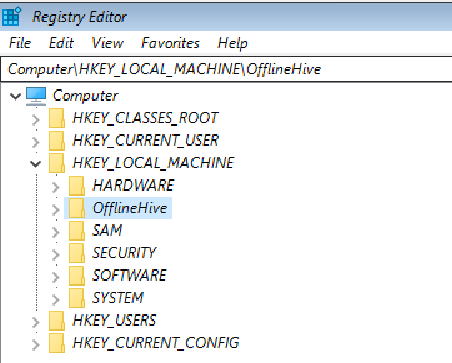 Registry Editor
File Edit View Favorites Help
Computer\HKEY_LOCAL_MACHINE\OfflineHive
Computer
HKEY_CLASSES_ROOT
HKEY_CURRENT_USER
HKEY_LOCAL_MACHINE
HARDWARE
OfflineHive
SAM
SECURITY
SOFTWARE
SYSTEM
HKEY_USERS
HKEY_CURRENT_CONFIG